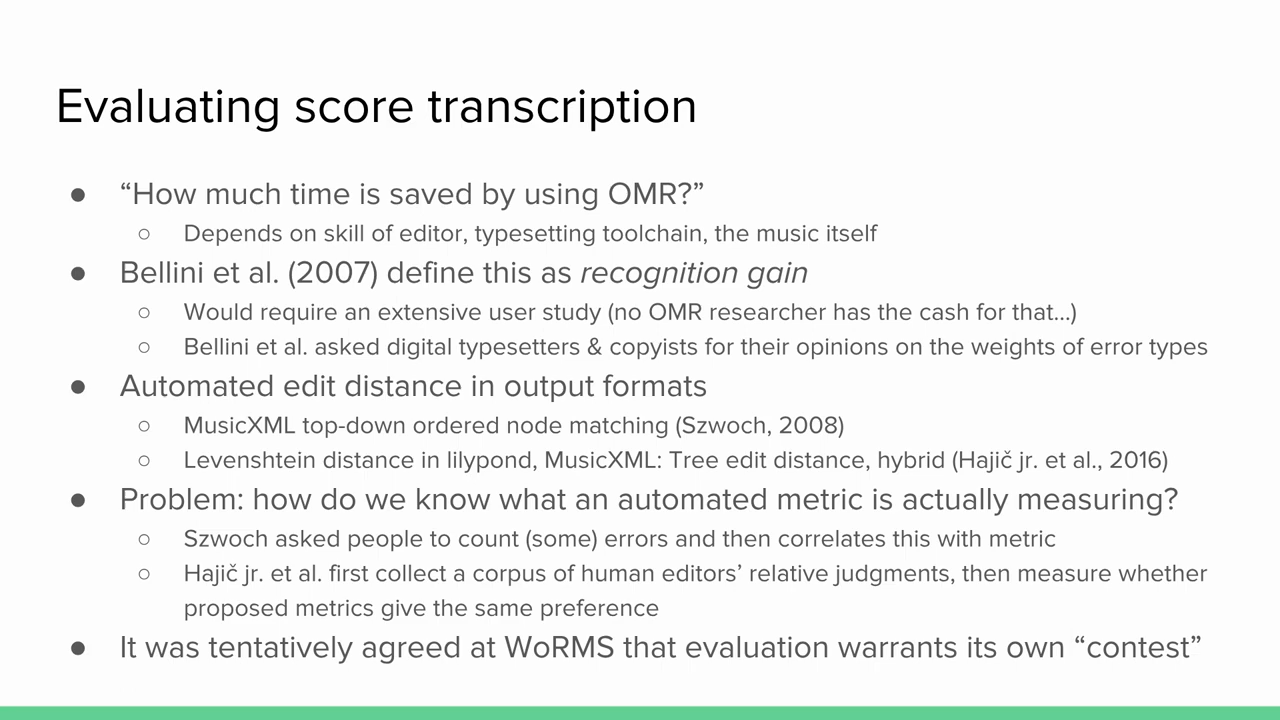 Evaluating score transcription
● “How much time is saved by using OMR?”
○ Depends on skill of editor, typesetting toolchain, the music itself
● Bellini et al. (2007) define this as recognition gain
○ Would require an extensive user study (no OMR researcher has the cash for that...)
○ Bellini et al. asked digital typesetters & copyists for their opinions on the weights of error types
● Automated edit distance in output formats
○ MusicXML top-down ordered node matching (Szwoch, 2008)
○ Levenshtein distance in lilypond, MusicXML: Tree edit distance, hybrid (Hajič jr. et al., 2016)
● Problem: how do we know what an automated metric is actually measuring?
○ Szwoch asked people to count (some) errors and then correlates this with metric
○ Hajič jr. et al. first collect a corpus of human editors’ relative judgments, then measure whether
proposed metrics give the same preference
● It was tentatively agreed at WoRMS that evaluation warrants its own “contest”